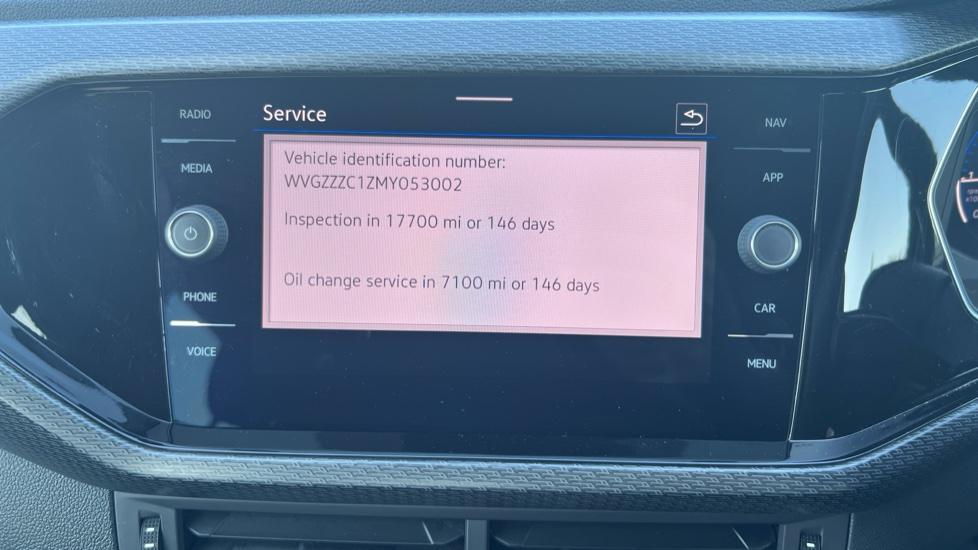 Service
RADIO
MEDIA
PHONE
VOICE
Vehicle identification number:
WVGZZZC1ZMY053002
Inspection in 17700 mi or 146 days
Oil change service in 7100 mi or 146 days
NAV
APP
CAR
MENU